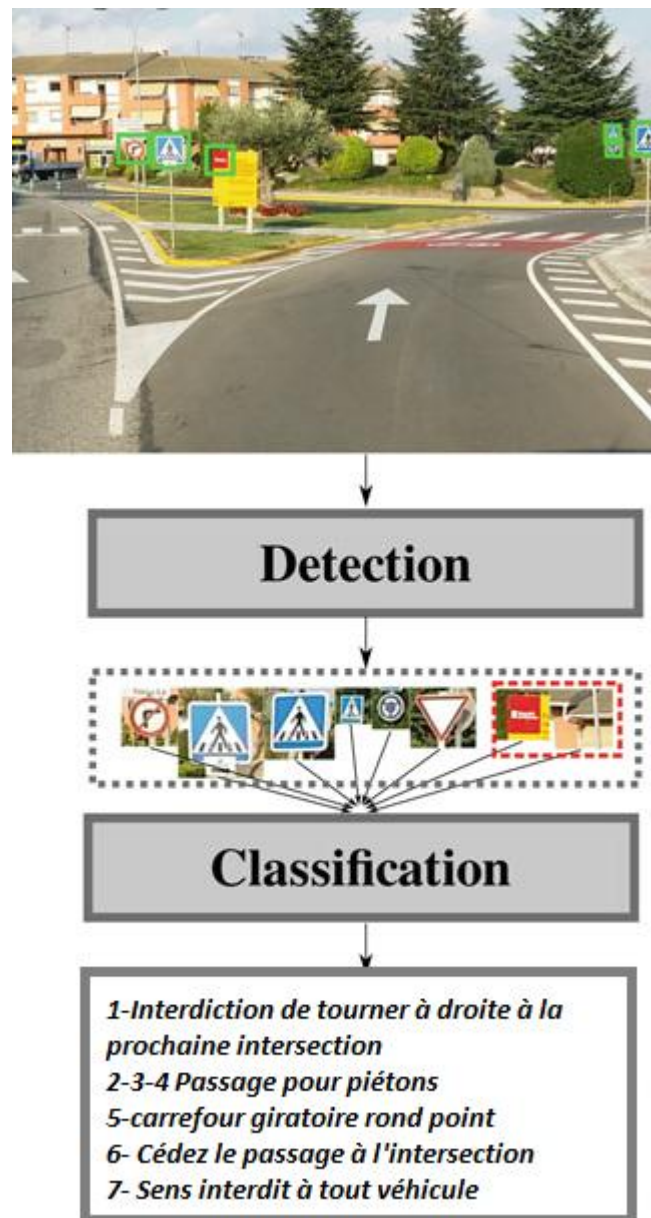 Detection
Classification
1-Interdiction de tourner à droite à la
prochaine intersection
2-3-4 Passage pour piétons
5-carrefour giratoire rond point
6- Cédez le passage à l'intersection
7- Sens interdit à tout véhicule